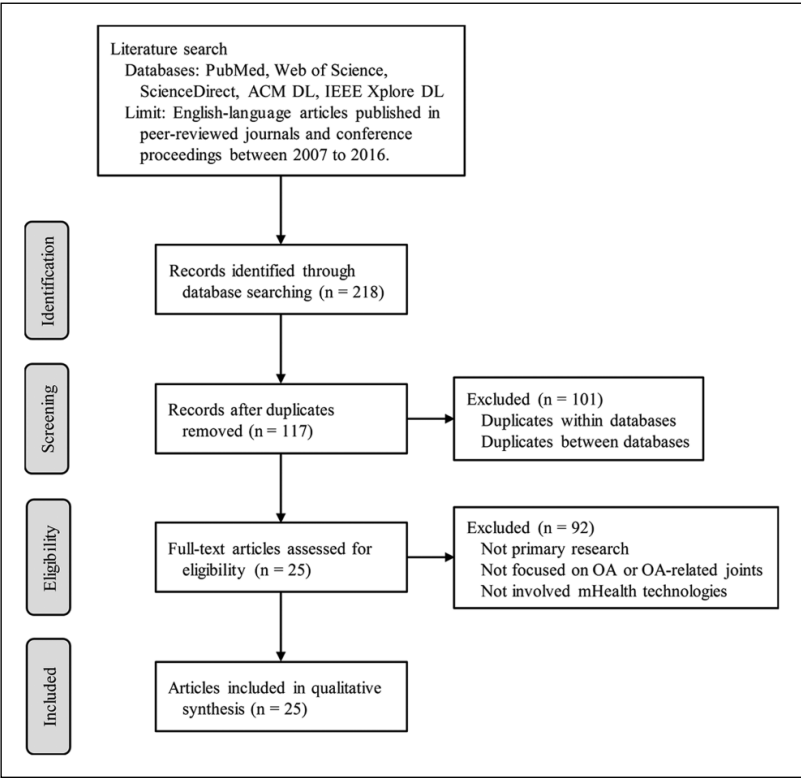 Literature search
Databases: PubMed, Web of Science,
ScienceDirect, ACM DL, IEEE Xplore DL
Limit: English-language articles published in
peer-reviewed journals and conference
proceedings between 2007 to 2016.
Identification
Records identified through
database searching (n = 218)
Screening
Records after duplicates
removed (n = 117)
Excluded (n = 101)
Duplicates within databases
Duplicates between databases
Eligibility
Full-text articles assessed for
eligibility (n = 25)
Excluded (n = 92)
Not primary research
Not focused on OA or OA-related joints
Not involved mHealth technologies
Included
Articles included in qualitative
synthesis (n = 25)